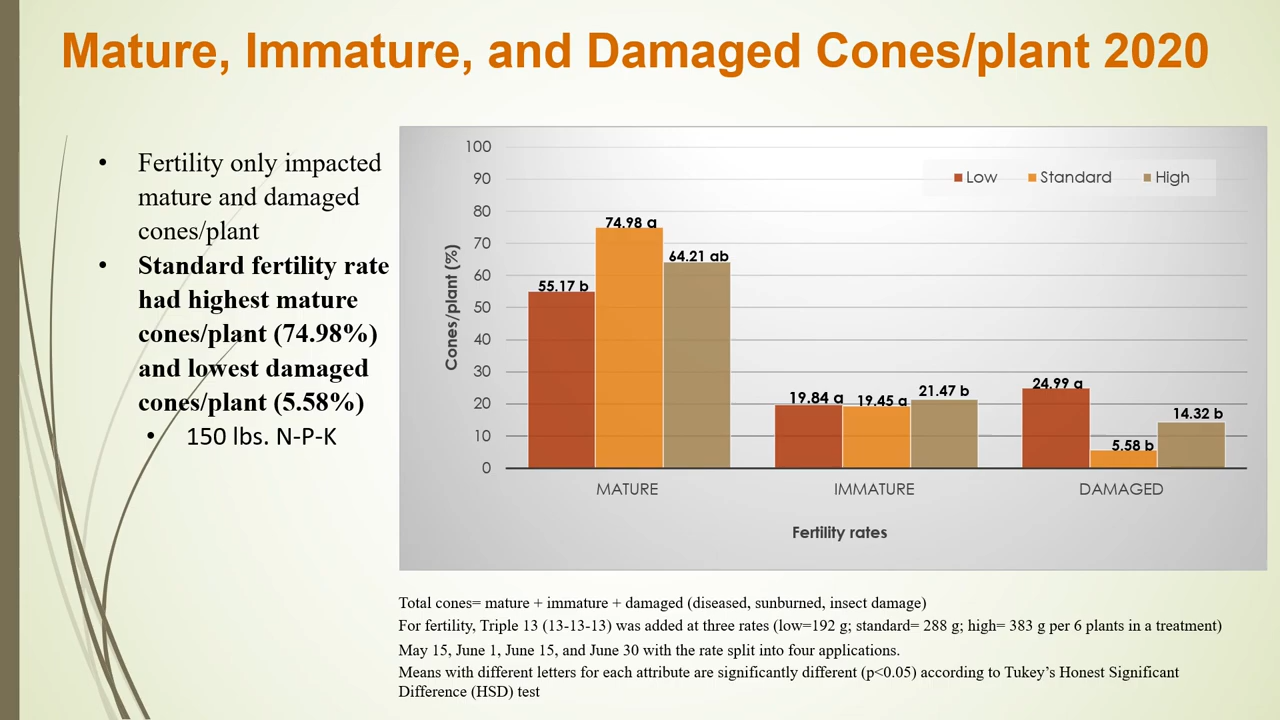 Mature, Immature, and Damaged Cones/plant 2020
• Fertility only impacted
mature and damaged
cones/plant
• Standard fertility rate
had highest mature
cones/plant (74.98%)
and lowest damaged
cones/plant (5.58%)
• 150 lbs. N-P-K
100
90
80
70
60
50
40
30
20
10
0
Cones/plant (%)
Low Standard High
55.17 b
74.98 a
64.21 ab
19.84 a
19.45 a
21.47 b
24.99 a
5.58 b
14.32 b
MATURE IMMATURE DAMAGED
Fertility rates
Total cones= mature + immature + damaged (diseased, sunburned, insect damage)
For fertility, Triple 13 (13-13-13) was added at three rates (low=192 g; standard= 288 g; high= 383 g per 6 plants in a treatment)
May 15, June 1, June 15, and June 30 with the rate split into four applications.
Means with different letters for each attribute are significantly different (p<0.05) according to Tukey’s Honest Significant
Difference (HSD) test